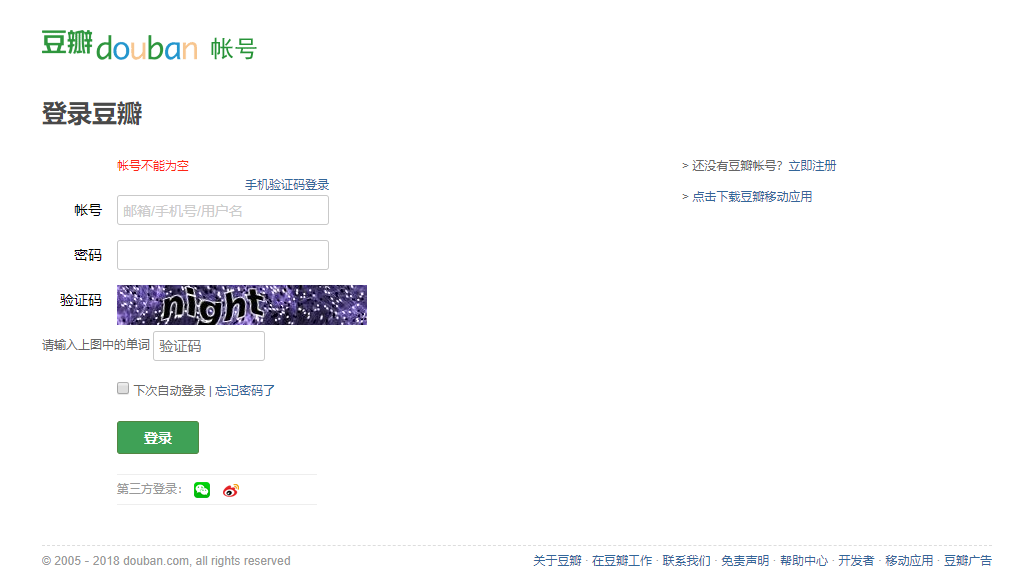 豆瓣douban 帐号
登录豆瓣
帐号不能为空
手机验证码登录
帐号 邮箱/手机号/用户名
密码
验证码 night
请输入上图中的单词 验证码
下次自动登录 | 忘记密码了
登录
第三方登录：
> 还没有豆瓣帐号？立即注册
> 点击下载豆瓣移动应用
© 2005－2018 douban.com, all rights reserved
关于豆瓣 · 在豆瓣工作 · 联系我们 · 免责声明 · 帮助中心 · 开发者 · 移动应用 · 豆瓣广告